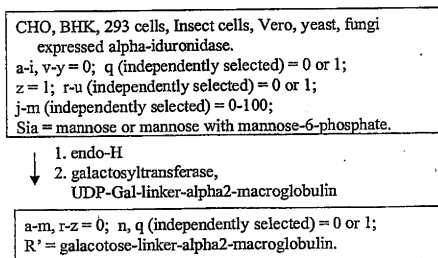 CHO, BHK, 293 cells, Insect cells, Vero, yeast, fungi
expressed alpha-iduronidase.
a-i, v-y = 0; q (independently selected) = 0 or 1;
z = 1; r-u (independently selected) = 0 or 1;
j-m (independently selected) = 0-100;
Sia = mannose or mannose with mannose-6-phosphate.
1. endo-H
2. galactosyltransferase,
UDP-Gal-linker-alpha2-macroglobulin
a-m, r-z = 0; n, q (independently selected) = 0 or 1;
R' = galacotose-linker-alpha2-macroglobulin.